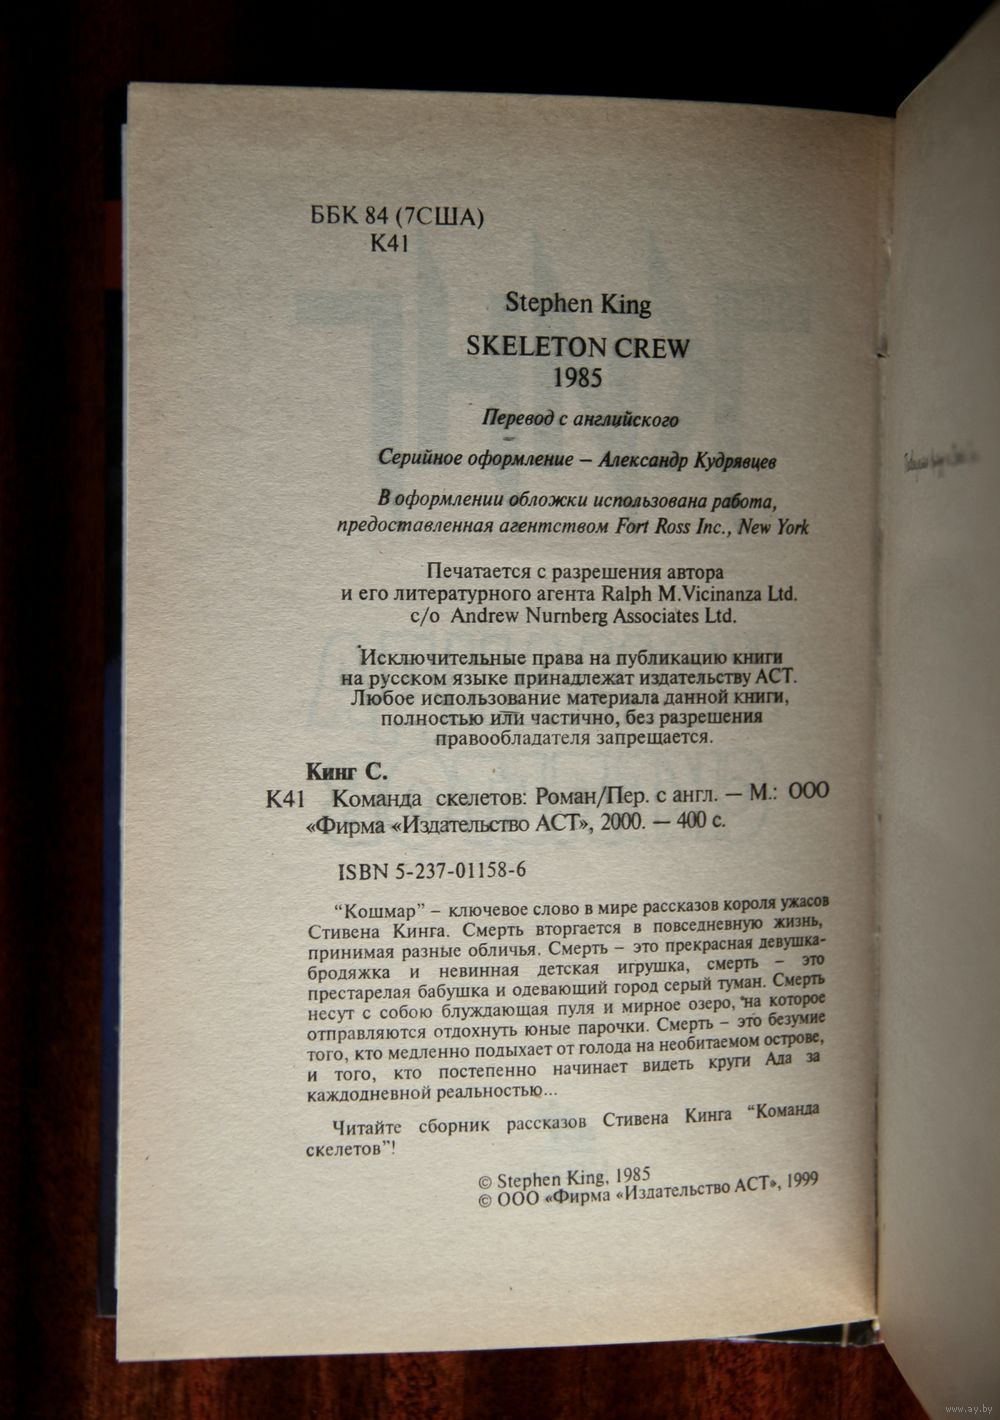 ББК 84 (7США)
К41
Stephen King
SKELETON CREW
1985
Перевод с английского
Серийное оформление – Александр Кудрявцев
В оформлении обложки использована работа,
предоставленная агентством Fort Ross Inc., New York
Печатается с разрешения автора
и его литературного агента Ralph M.Vicinanza Ltd.
c/o Andrew Nurnberg Associates Ltd.
Исключительные права на публикацию книги
на русском языке принадлежат издательству АСТ.
Любое использование материала данной книги,
полностью или частично, без разрешения
правообладателя запрещается.
Кинг С.
К41 Команда скелетов: Роман/Пер. с англ. — М.: ООО
«Фирма «Издательство АСТ», 2000. — 400 с.
ISBN 5-237-01158-6
“Кошмар” – ключевое слово в мире рассказов короля ужасов
Стивена Кинга. Смерть вторгается в повседневную жизнь,
принимая разные обличья. Смерть – это прекрасная девушка-
бродяжка и невинная детская игрушка, смерть – это
престарелая бабушка и одевающий город серый туман. Смерть
несут с собою блуждающая пуля и мирное озеро, на которое
отправляются отдохнуть юные парочки. Смерть – это безумие
того, кто медленно подыхает от голода на необитаемом острове,
и того, кто постепенно начинает видеть круги Ада за
каждодневной реальностью...
Читайте сборник рассказов Стивена Кинга “Команда
скелетов”!
© Stephen King, 1985
© ООО «Фирма «Издательство АСТ», 1999
www.ay.by